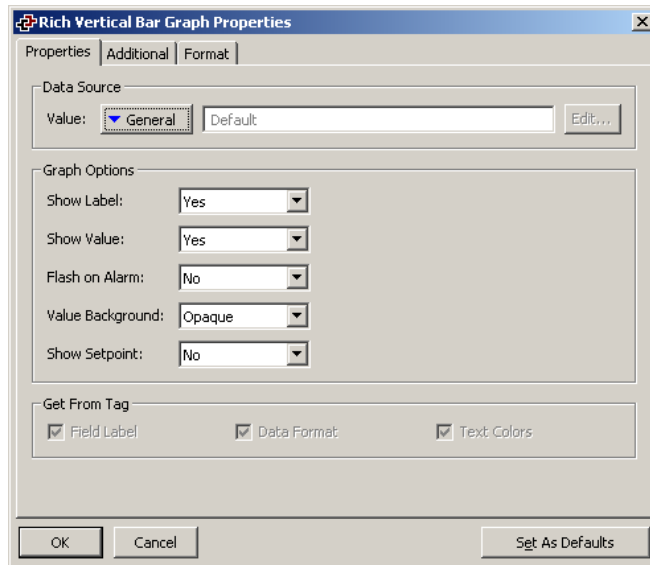 Rich Vertical Bar Graph Properties
Properties Additional Format
Data Source
Value: General Default Edit...
Graph Options
Show Label: Yes
Show Value: Yes
Flash on Alarm: No
Value Background: Opaque
Show Setpoint: No
Get From Tag
Field Label Data Format Text Colors
OK Cancel Set As Defaults